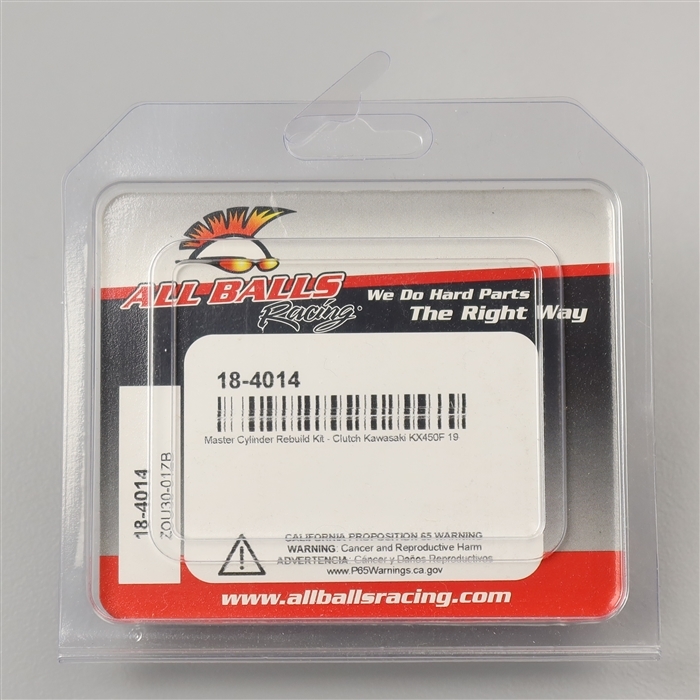 ALL BALLS
Racing
We Do Hard Parts
The Right Way
18-4014
Master Cylinder Rebuild Kit - Clutch Kawasaki KX450F 19
18-4014
ZOU30-01ZB
CALIFORNIA PROPOSITION 65 WARNING
WARNING: Cancer and Reproductive Harm
ADVERTENCIA: Cáncer y Daños Reproductivos
www.P65Warnings.ca.gov
www.allballsracing.com